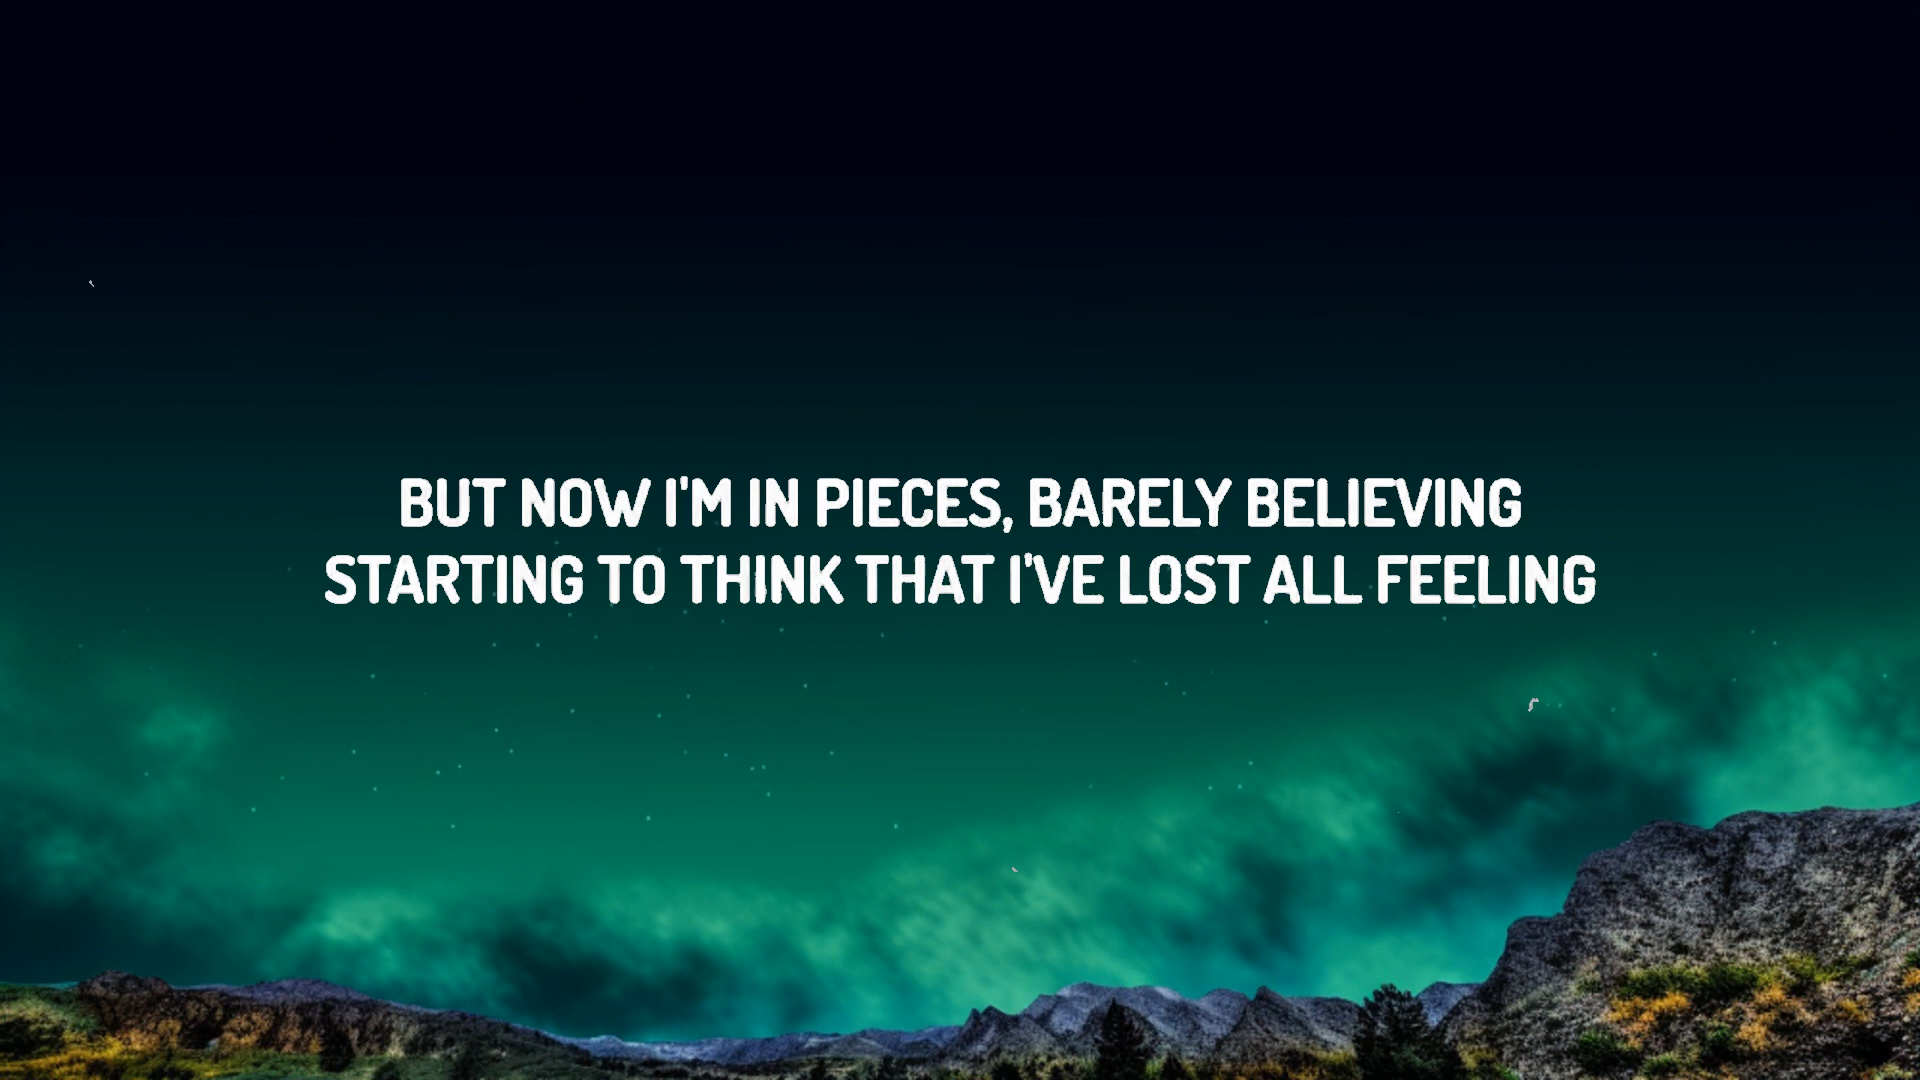 BUT NOW I'M IN PIECES, BARELY BELIEVING
STARTING TO THINK THAT I'VE LOST ALL FEELING